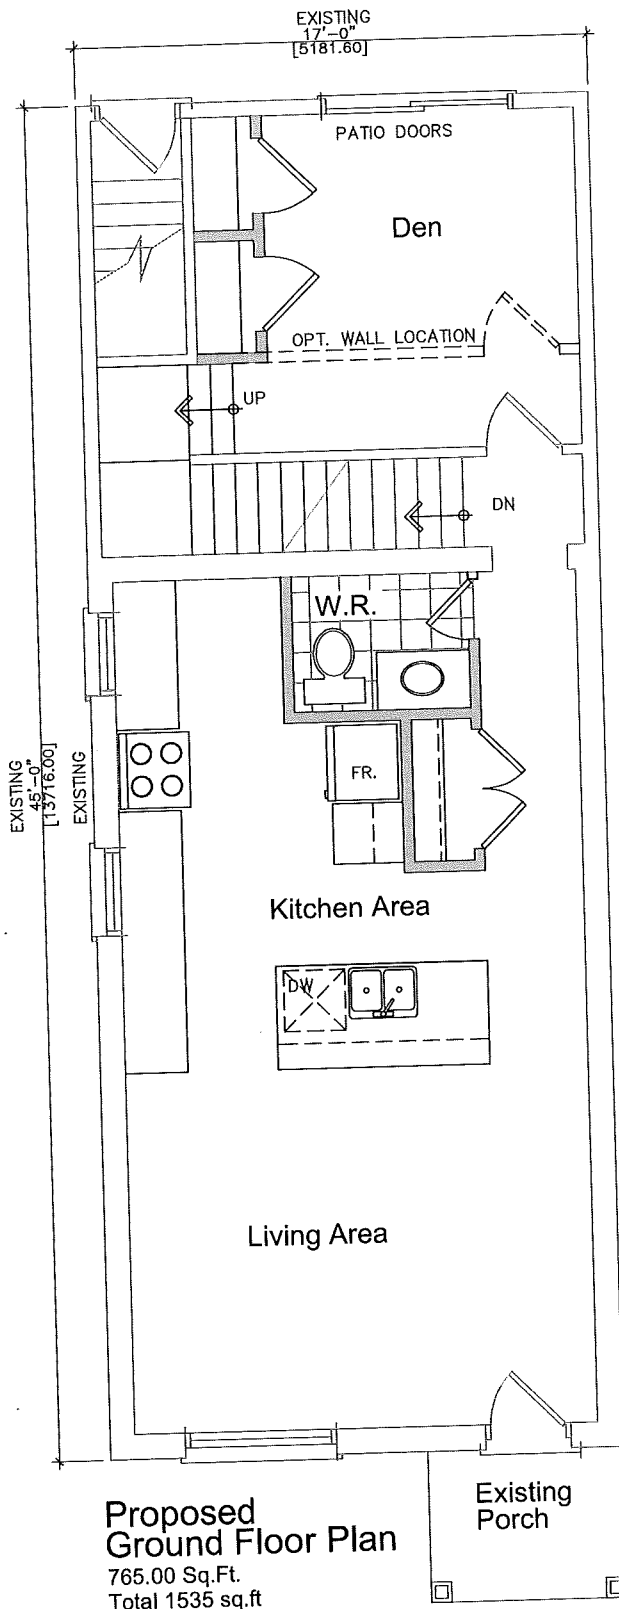 EXISTING
17'-0"
[5181.60]
PATIO DOORS
Den
OPT. WALL LOCATION
UP
DN
W.R.
FR.
EXISTING
45'-0"
[13716.00]
EXISTING
Kitchen Area
DW
Living Area
Existing
Porch
Proposed
Ground Floor Plan
765.00 Sq.Ft.
Total 1535 sq.ft